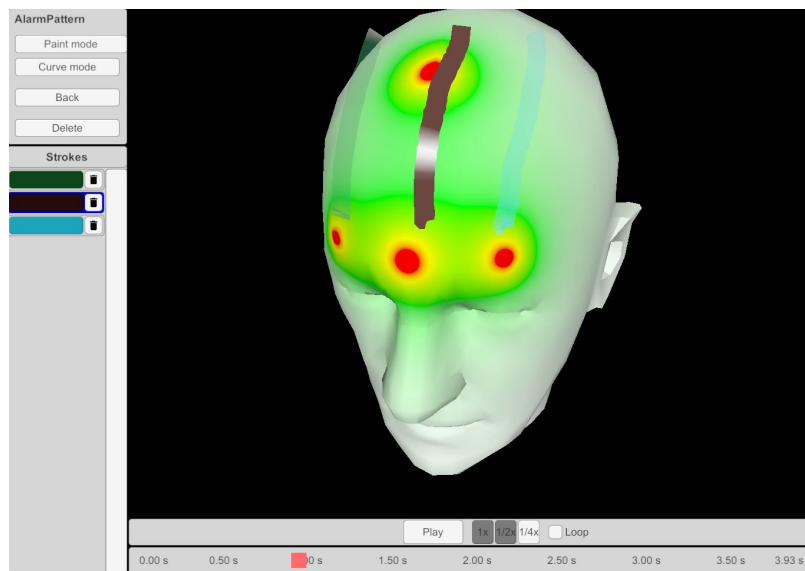 AlarmPattern
Paint mode
Curve mode
Back
Delete
Strokes
Play 1x 1/2x 1/4x Loop
0.00 s 0.50 s 00 s 1.50 s 2.00 s 2.50 s 3.00 s 3.50 s 3.93 s